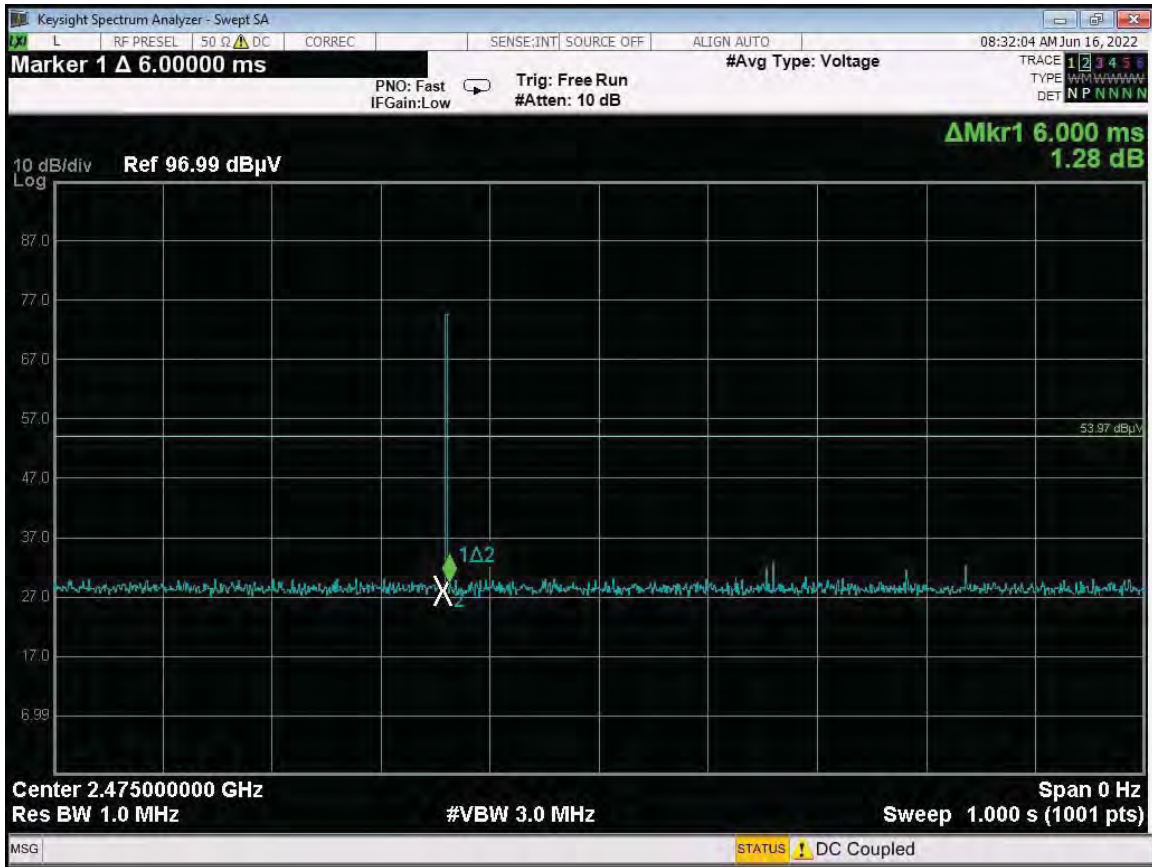 Keysight Spectrum Analyzer - Swept SA
LXI L RF PRESEL 50 Ω DC CORREC SENSE:INT SOURCE OFF ALIGN AUTO 08:32:04 AM Jun 16, 2022
Marker 1 Δ 6.00000 ms
PNO: Fast
IFGain:Low
Trig: Free Run
#Atten: 10 dB
#Avg Type: Voltage
TRACE 1 2 3 4 5 6
TYPE WMWWWW
DET N P N N N N
ΔMkr1 6.000 ms
1.28 dB
10 dB/div Ref 96.99 dBµV
Log
87.0
77.0
67.0
57.0
53.97 dBµV
47.0
37.0
1Δ2
27.0
2
17.0
6.99
Center 2.475000000 GHz Span 0 Hz
Res BW 1.0 MHz #VBW 3.0 MHz Sweep 1.000 s (1001 pts)
MSG STATUS DC Coupled